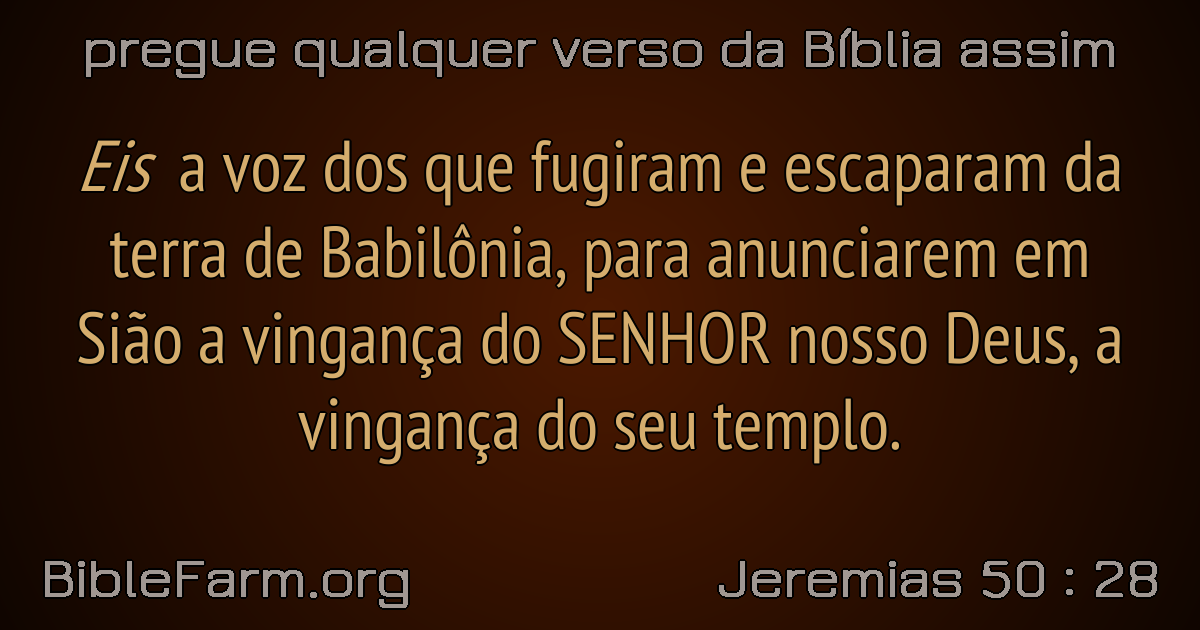 pregue qualquer verso da Bíblia assim
Eis a voz dos que fugiram e escaparam da
terra de Babilônia, para anunciarem em
Sião a vingança do SENHOR nosso Deus, a
vingança do seu templo.
BibleFarm.org
Jeremias 50 : 28